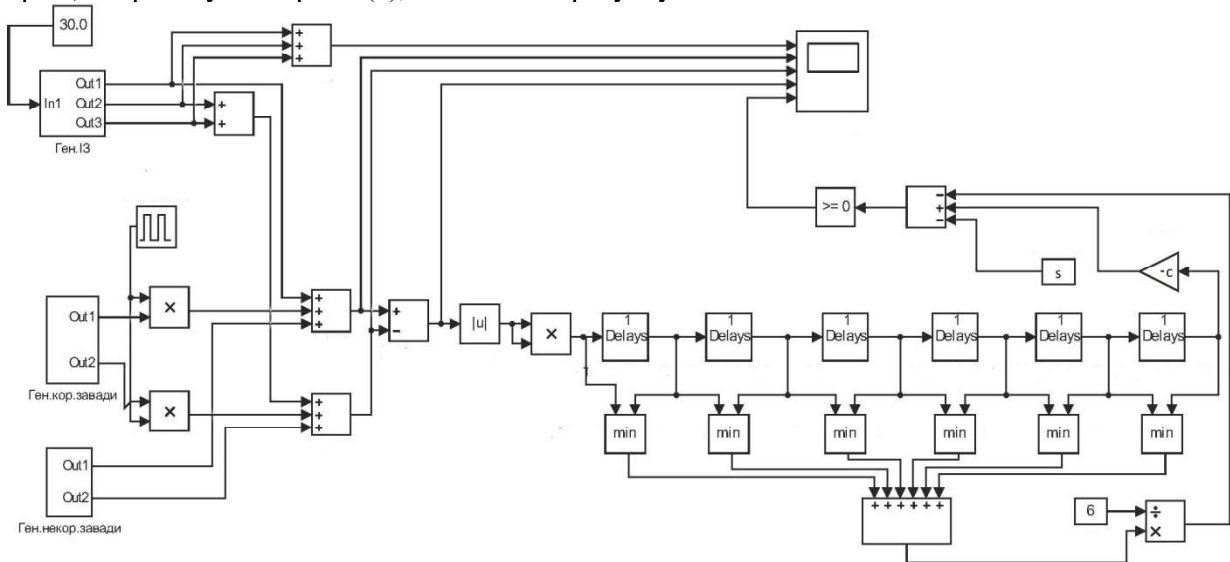 30.0
In1
Out1
Out2
Out3
Ген.ІЗ
+
+
+
+
+
>= 0
−
+
−
s
-c
Out1
Out2
Ген.кор.завади
×
×
+
+
+
+
−
|u|
×
1
Delays
1
Delays
1
Delays
1
Delays
1
Delays
1
Delays
+
+
+
min
min
min
min
min
min
Out1
Out2
Ген.некор.завади
+ + + + + +
6
÷
×